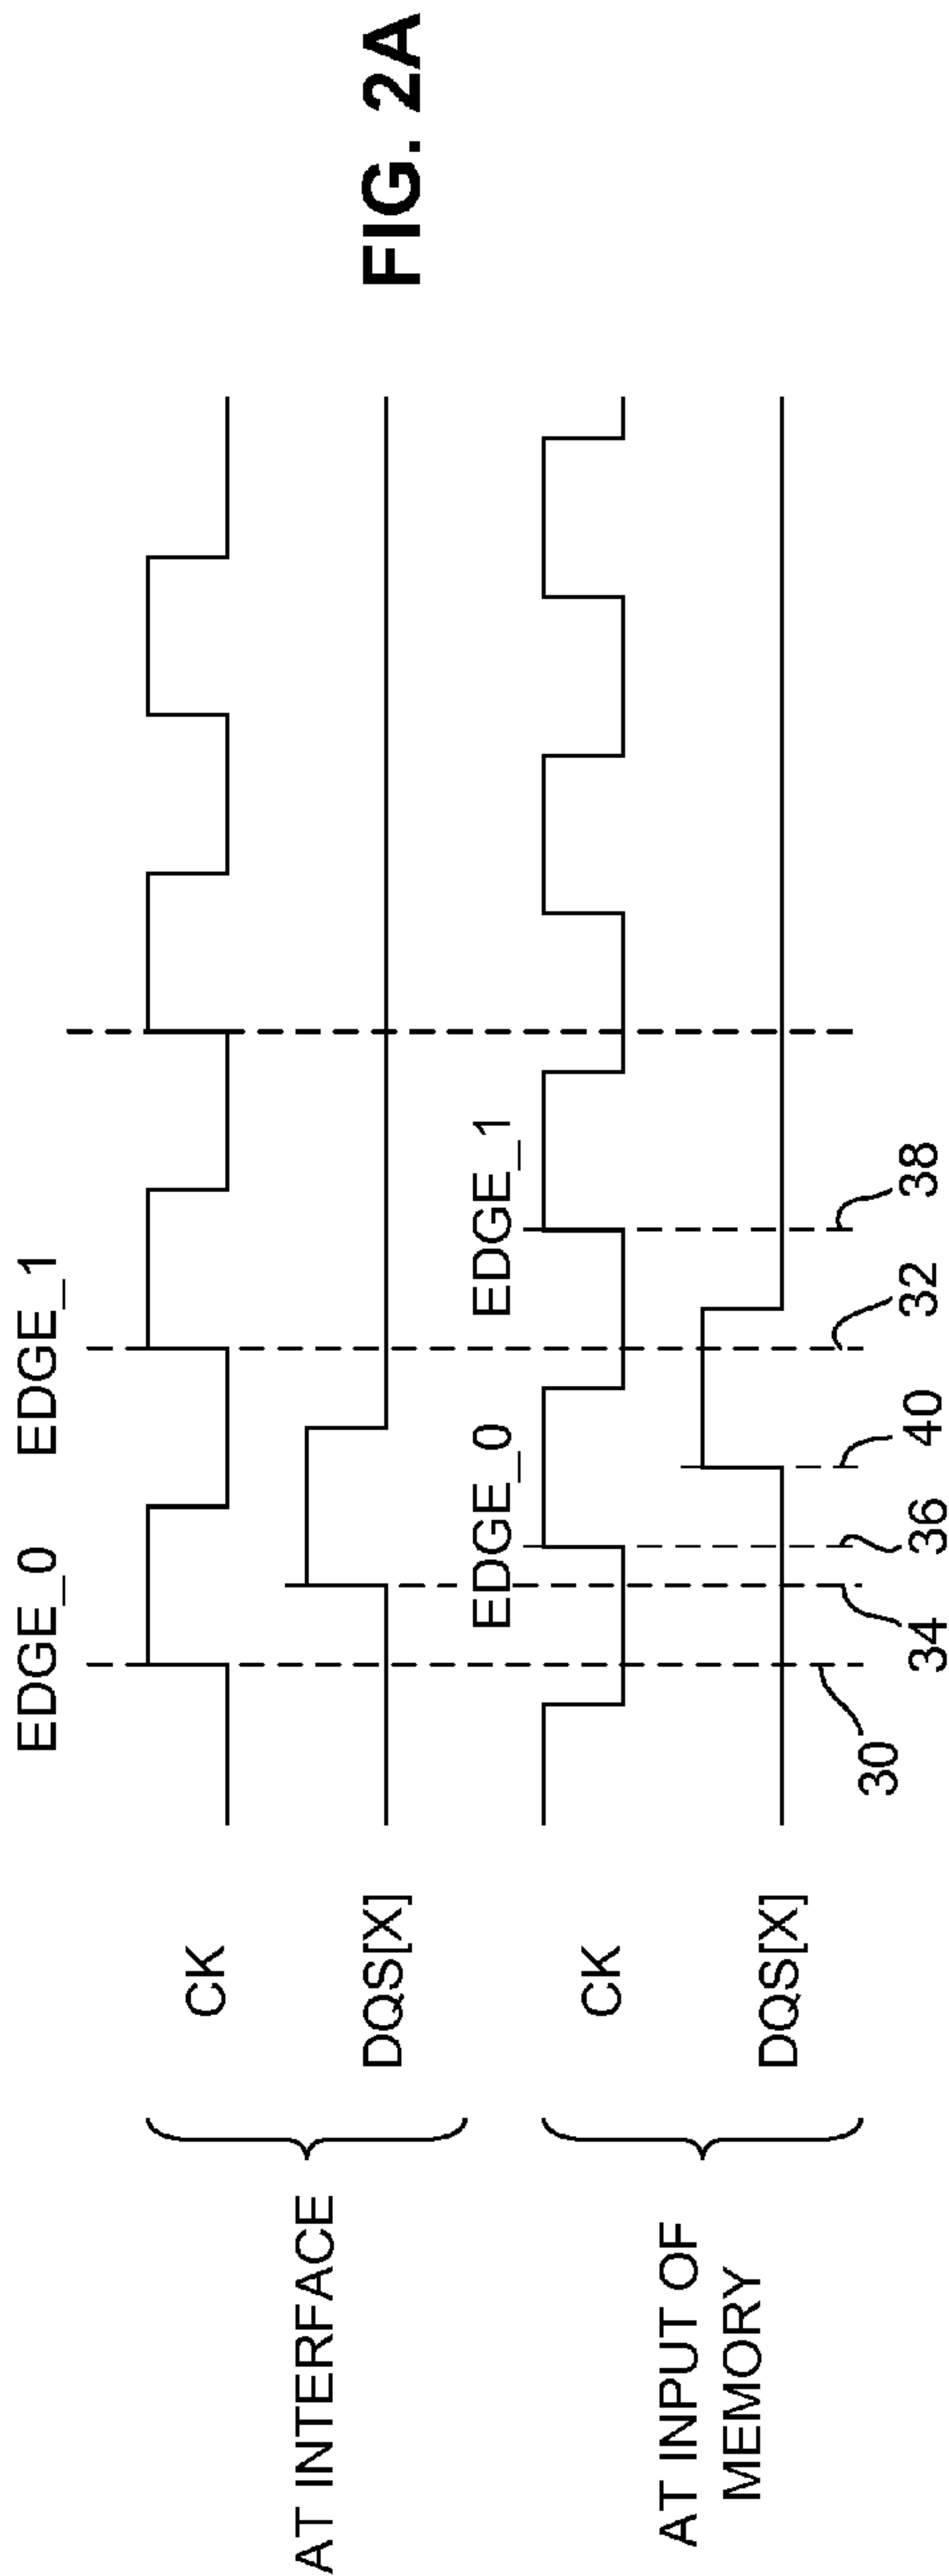 EDGE_0 EDGE_1
CK
AT INTERFACE
DQS[X]
EDGE_0 EDGE_1
CK
AT INPUT OF
MEMORY
DQS[X]
30 34 36 40 32 38
FIG. 2A